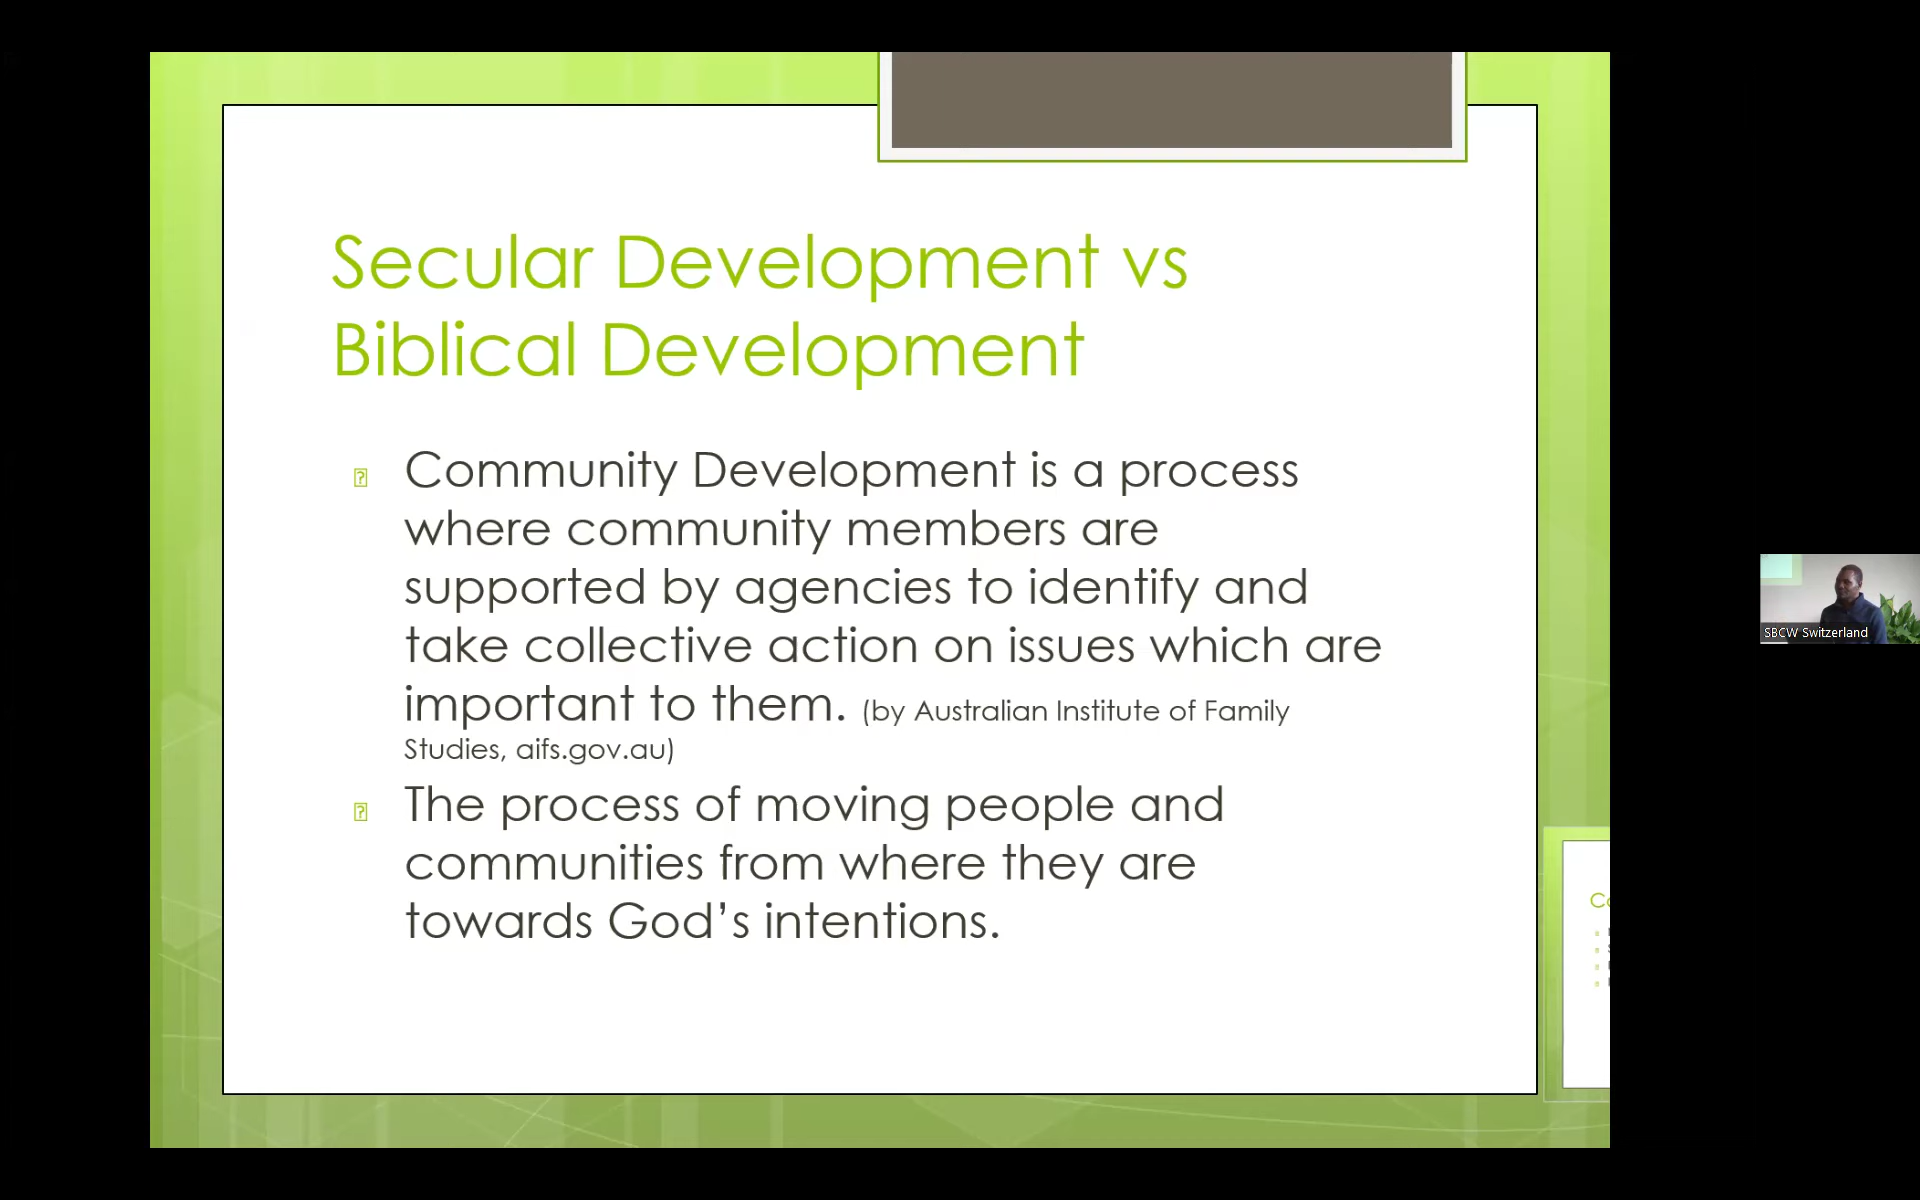 Secular Development vs
Biblical Development
Community Development is a process
where community members are
supported by agencies to identify and
take collective action on issues which are
important to them. (by Australian Institute of Family
Studies, aifs.gov.au)
The process of moving people and
communities from where they are
towards God’s intentions.
SBCW Switzerland